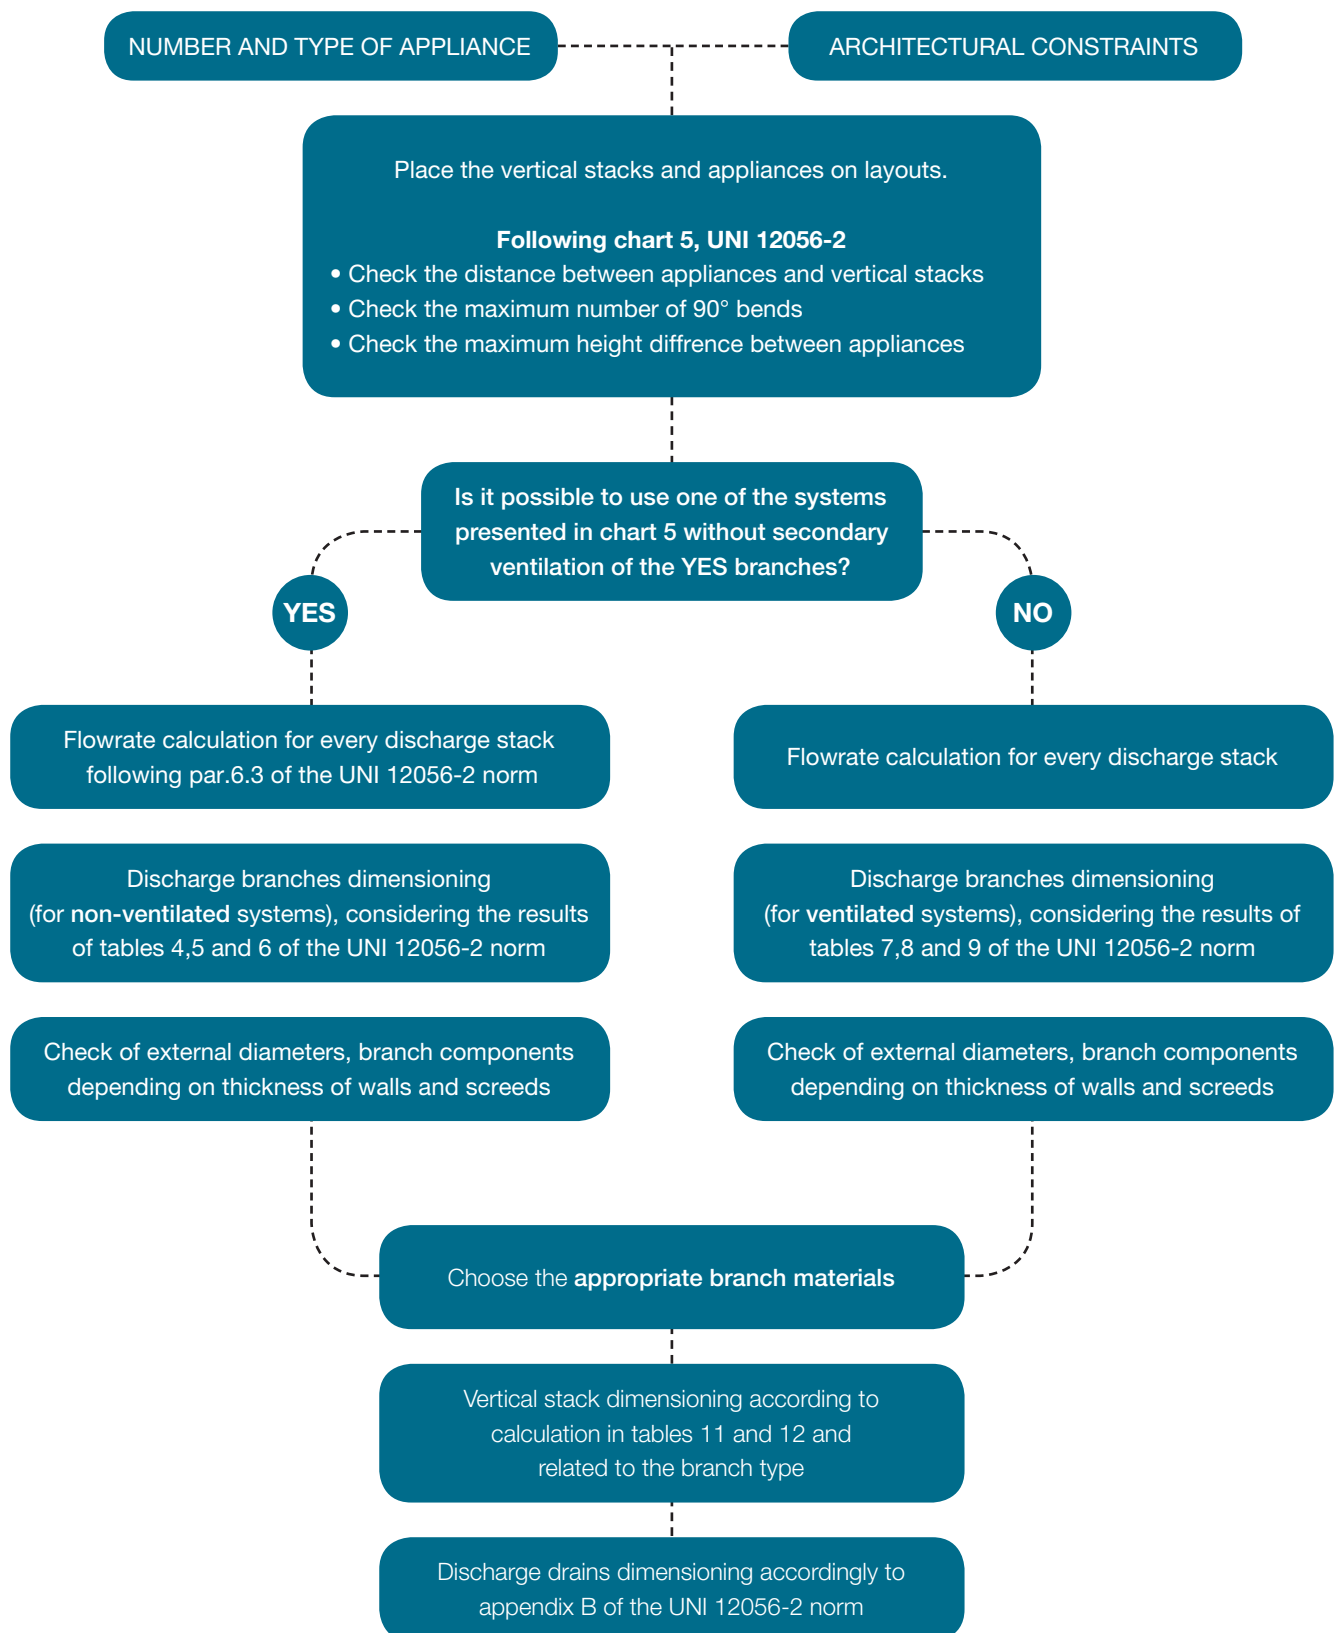 NUMBER AND TYPE OF APPLIANCE
ARCHITECTURAL CONSTRAINTS
Place the vertical stacks and appliances on layouts.
Following chart 5, UNI 12056-2
• Check the distance between appliances and vertical stacks
• Check the maximum number of 90° bends
• Check the maximum height diffrence between appliances
Is it possible to use one of the systems
presented in chart 5 without secondary
ventilation of the YES branches?
YES
NO
Flowrate calculation for every discharge stack
following par.6.3 of the UNI 12056-2 norm
Discharge branches dimensioning
(for non-ventilated systems), considering the results
of tables 4,5 and 6 of the UNI 12056-2 norm
Check of external diameters, branch components
depending on thickness of walls and screeds
Flowrate calculation for every discharge stack
Discharge branches dimensioning
(for ventilated systems), considering the results of
tables 7,8 and 9 of the UNI 12056-2 norm
Check of external diameters, branch components
depending on thickness of walls and screeds
Choose the appropriate branch materials
Vertical stack dimensioning according to
calculation in tables 11 and 12 and
related to the branch type
Discharge drains dimensioning accordingly to
appendix B of the UNI 12056-2 norm